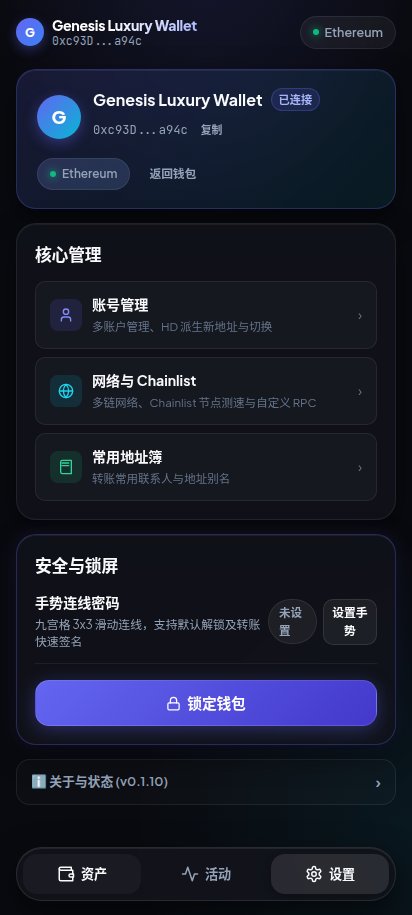 G
Genesis Luxury Wallet
0xc93D...a94c
Ethereum
G
Genesis Luxury Wallet
已连接
0xc93D...a94c
复制
Ethereum
返回钱包
核心管理
账号管理
多账户管理、HD 派生新地址与切换
›
网络与 Chainlist
多链网络、Chainlist 节点测速与自定义 RPC
›
常用地址簿
转账常用联系人与地址别名
›
安全与锁屏
手势连线密码
九宫格 3x3 滑动连线，支持默认解锁及转账
快速签名
未设
置
设置手
势
锁定钱包
ℹ️ 关于与状态 (v0.1.10)
›
资产
活动
设置